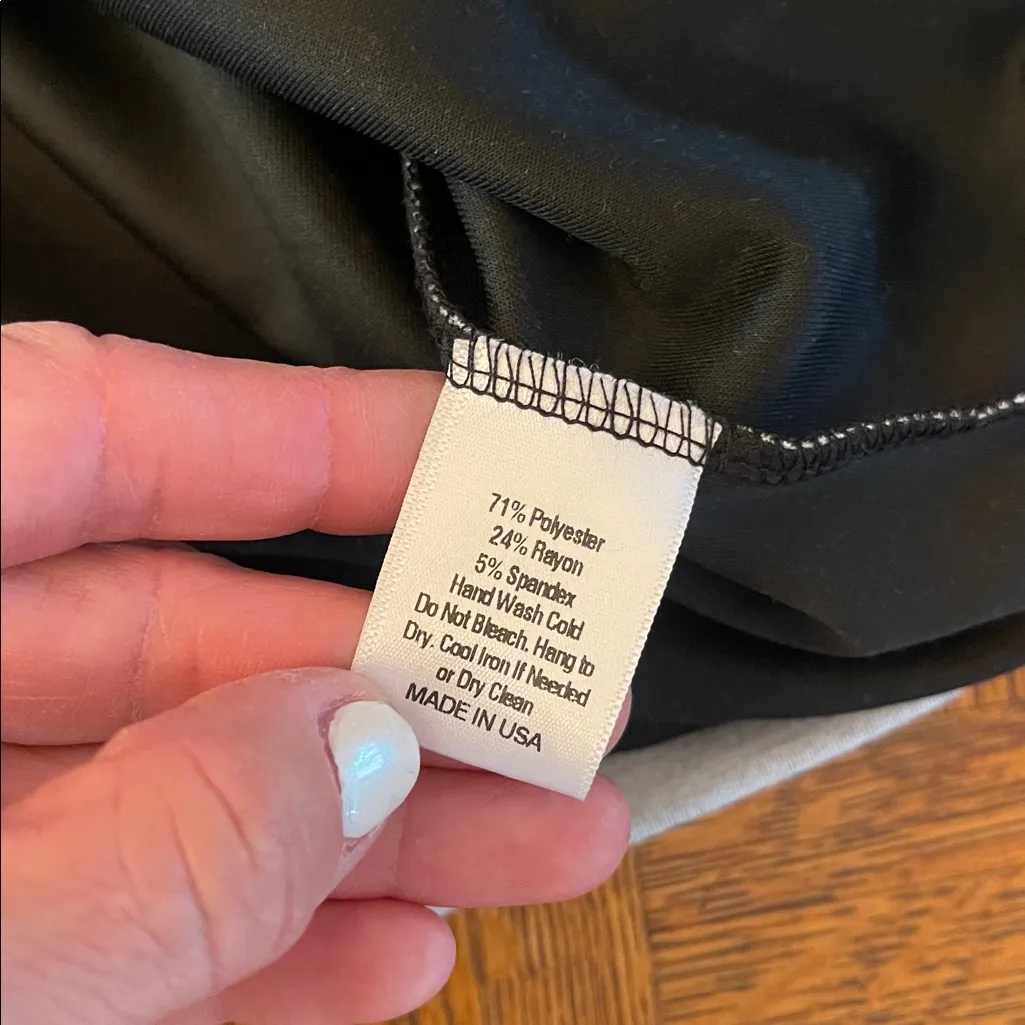 71% Polyester
24% Rayon
5% Spandex
Hand Wash Cold
Do Not Bleach. Hang to
Dry. Cool Iron If Needed
or Dry Clean
MADE IN USA